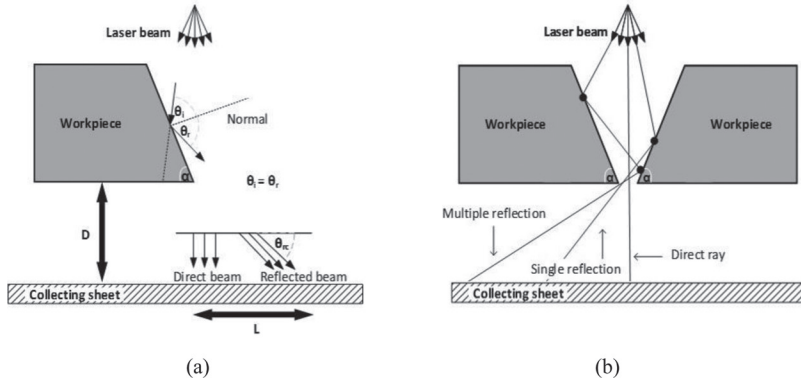 Laser beam
Workpiece
θi
θr
Normal
α
θi = θr
D
θrc
Direct beam
Reflected beam
Collecting sheet
L
(a)
Laser beam
Workpiece
Workpiece
α
α
Multiple reflection
Single reflection
Direct ray
Collecting sheet
(b)